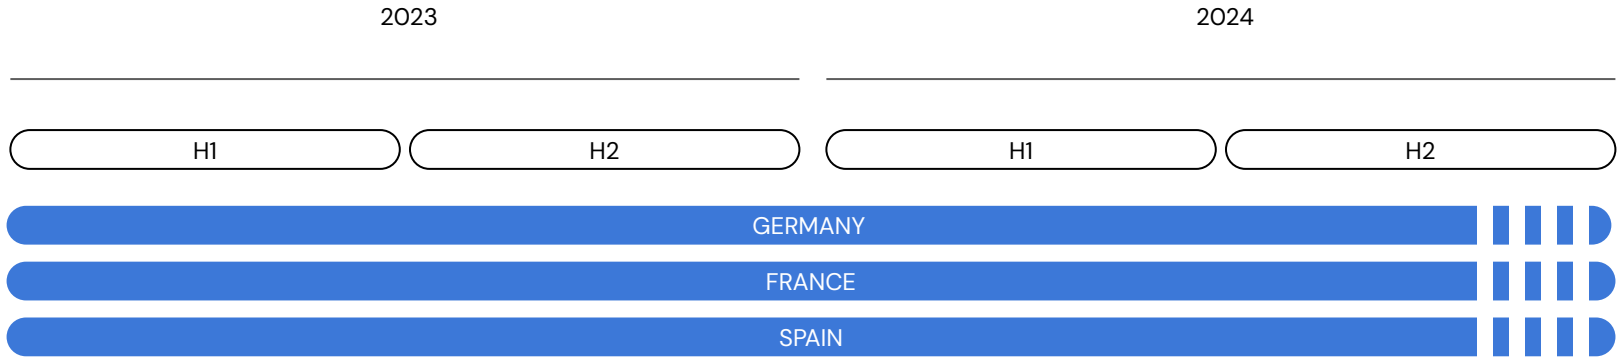 2023 2024
H1 H2 H1 H2
GERMANY
FRANCE
SPAIN